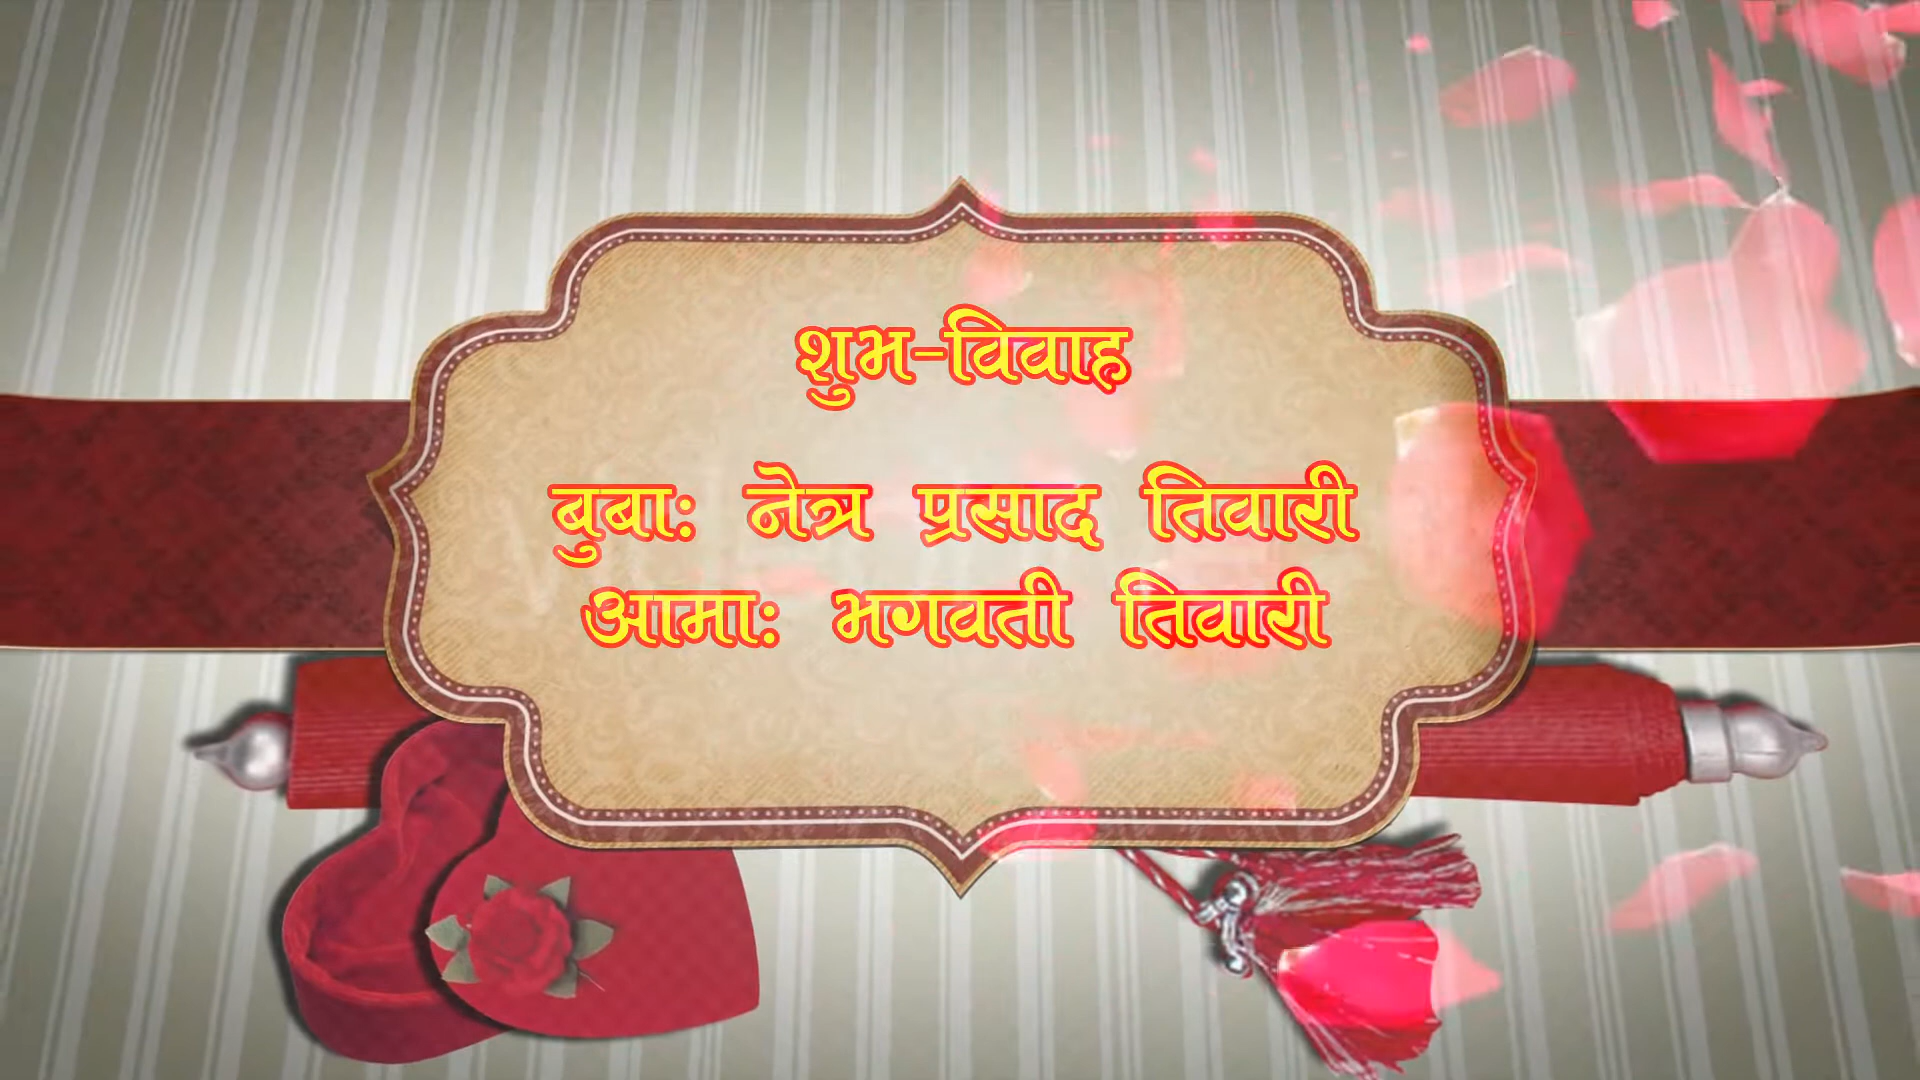 शुभ-विवाह
बुबाः नेत्र प्रसाद तिवारी
आमाः भगवती तिवारी